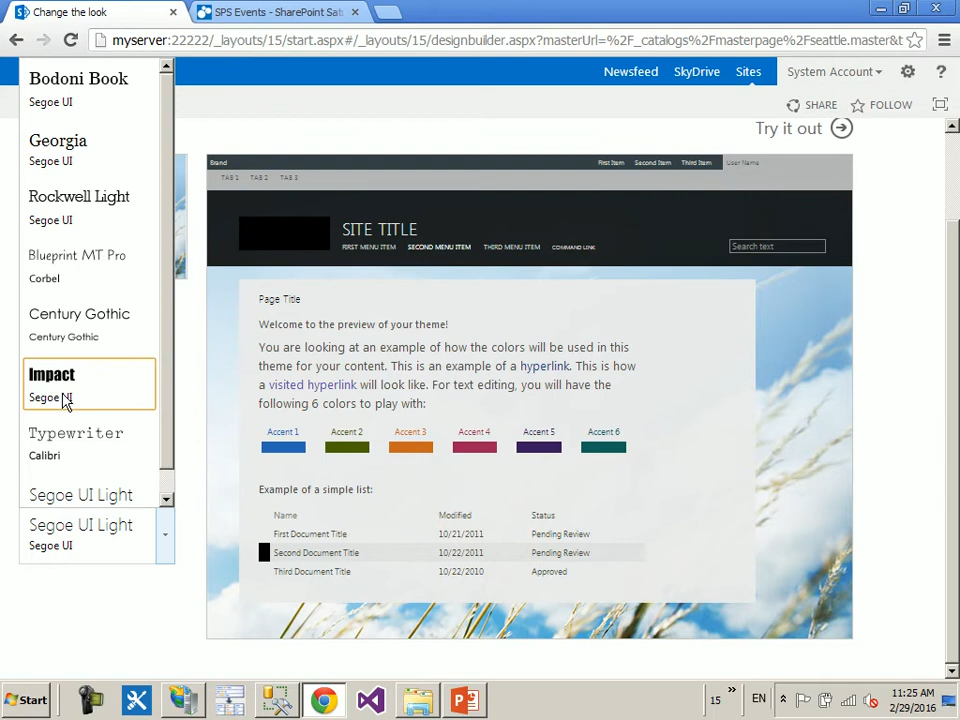 Change the look
SPS Events - SharePoint Sat
myserver:22222/_layouts/15/start.aspx#/_layouts/15/designbuilder.aspx?masterUrl=%2F_catalogs%2Fmasterpage%2Fseattle.master&t
Newsfeed SkyDrive Sites System Account ?
SHARE FOLLOW
Try it out
Bodoni Book
Segoe UI
Georgia
Segoe UI
Rockwell Light
Segoe UI
Blueprint MT Pro
Corbel
Century Gothic
Century Gothic
Impact
Segoe UI
Typewriter
Calibri
Segoe UI Light
Segoe UI Light
Segoe UI
Brand First Item Second Item Third Item User Name
TAB 1 TAB 2 TAB 3
SITE TITLE
FIRST MENU ITEM SECOND MENU ITEM THIRD MENU ITEM COMMAND LINK
Search text
Page Title
Welcome to the preview of your theme!
You are looking at an example of how the colors will be used in this
theme for your content. This is an example of a hyperlink. This is how
a visited hyperlink will look like. For text editing, you will have the
following 6 colors to play with:
Accent 1 Accent 2 Accent 3 Accent 4 Accent 5 Accent 6
Example of a simple list:
Name Modified Status
First Document Title 10/21/2011 Pending Review
Second Document Title 10/22/2011 Pending Review
Third Document Title 10/22/2010 Approved
Start 15 EN 11:25 AM
2/29/2016